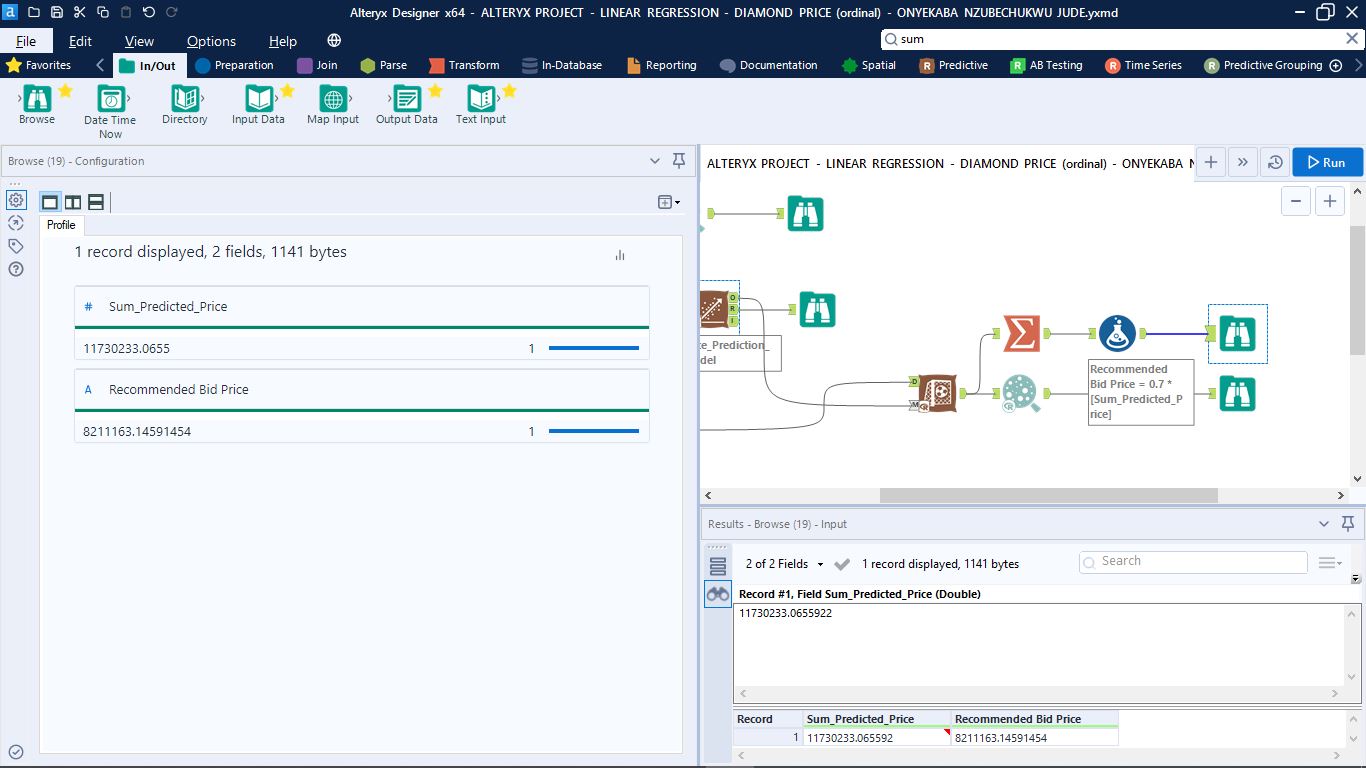 a
Alteryx Designer x64 - ALTERYX PROJECT - LINEAR REGRESSION - DIAMOND PRICE (ordinal) - ONYEKABA NZUBECHUKWU JUDE.yxmd
File Edit View Options Help
sum
Favorites In/Out Preparation Join Parse Transform In-Database Reporting Documentation Spatial Predictive AB Testing Time Series Predictive Grouping
Browse Date Time Now Directory Input Data Map Input Output Data Text Input
Browse (19) - Configuration
Profile
1 record displayed, 2 fields, 1141 bytes
# Sum_Predicted_Price
11730233.0655 1
A Recommended Bid Price
8211163.14591454 1
ALTERYX PROJECT - LINEAR REGRESSION - DIAMOND PRICE (ordinal) - ONYEKABA N
Run
O
R
I
e_Prediction_
del
D
M
Recommended
Bid Price = 0.7 *
[Sum_Predicted_P
rice]
Results - Browse (19) - Input
2 of 2 Fields 1 record displayed, 1141 bytes Search
Record #1, Field Sum_Predicted_Price (Double)
11730233.0655922
Record Sum_Predicted_Price Recommended Bid Price
1 11730233.065592 8211163.14591454